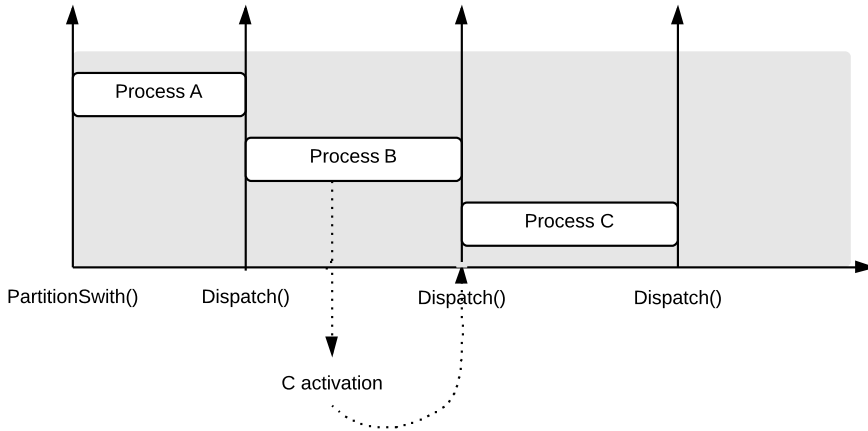 Process A
Process B
Process C
PartitionSwith()
Dispatch()
Dispatch()
Dispatch()
C activation